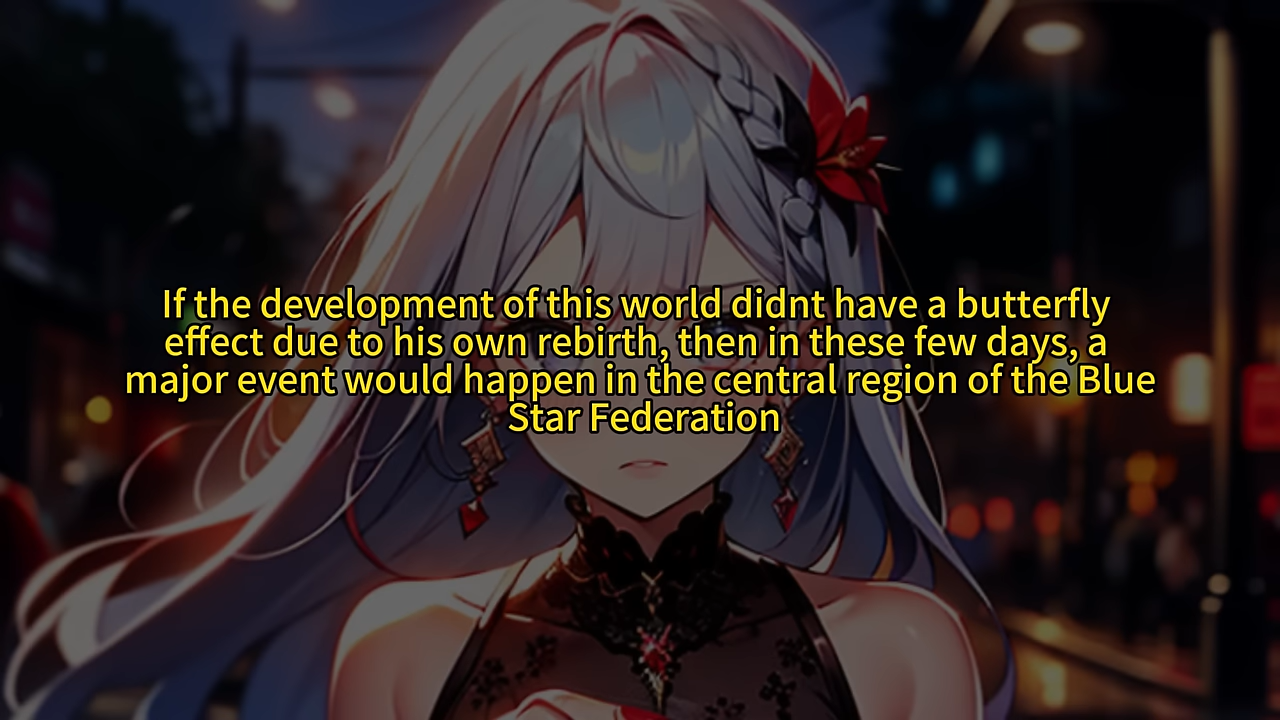 If the development of this world didnt have a butterfly
effect due to his own rebirth, then in these few days, a
major event would happen in the central region of the Blue
Star Federation